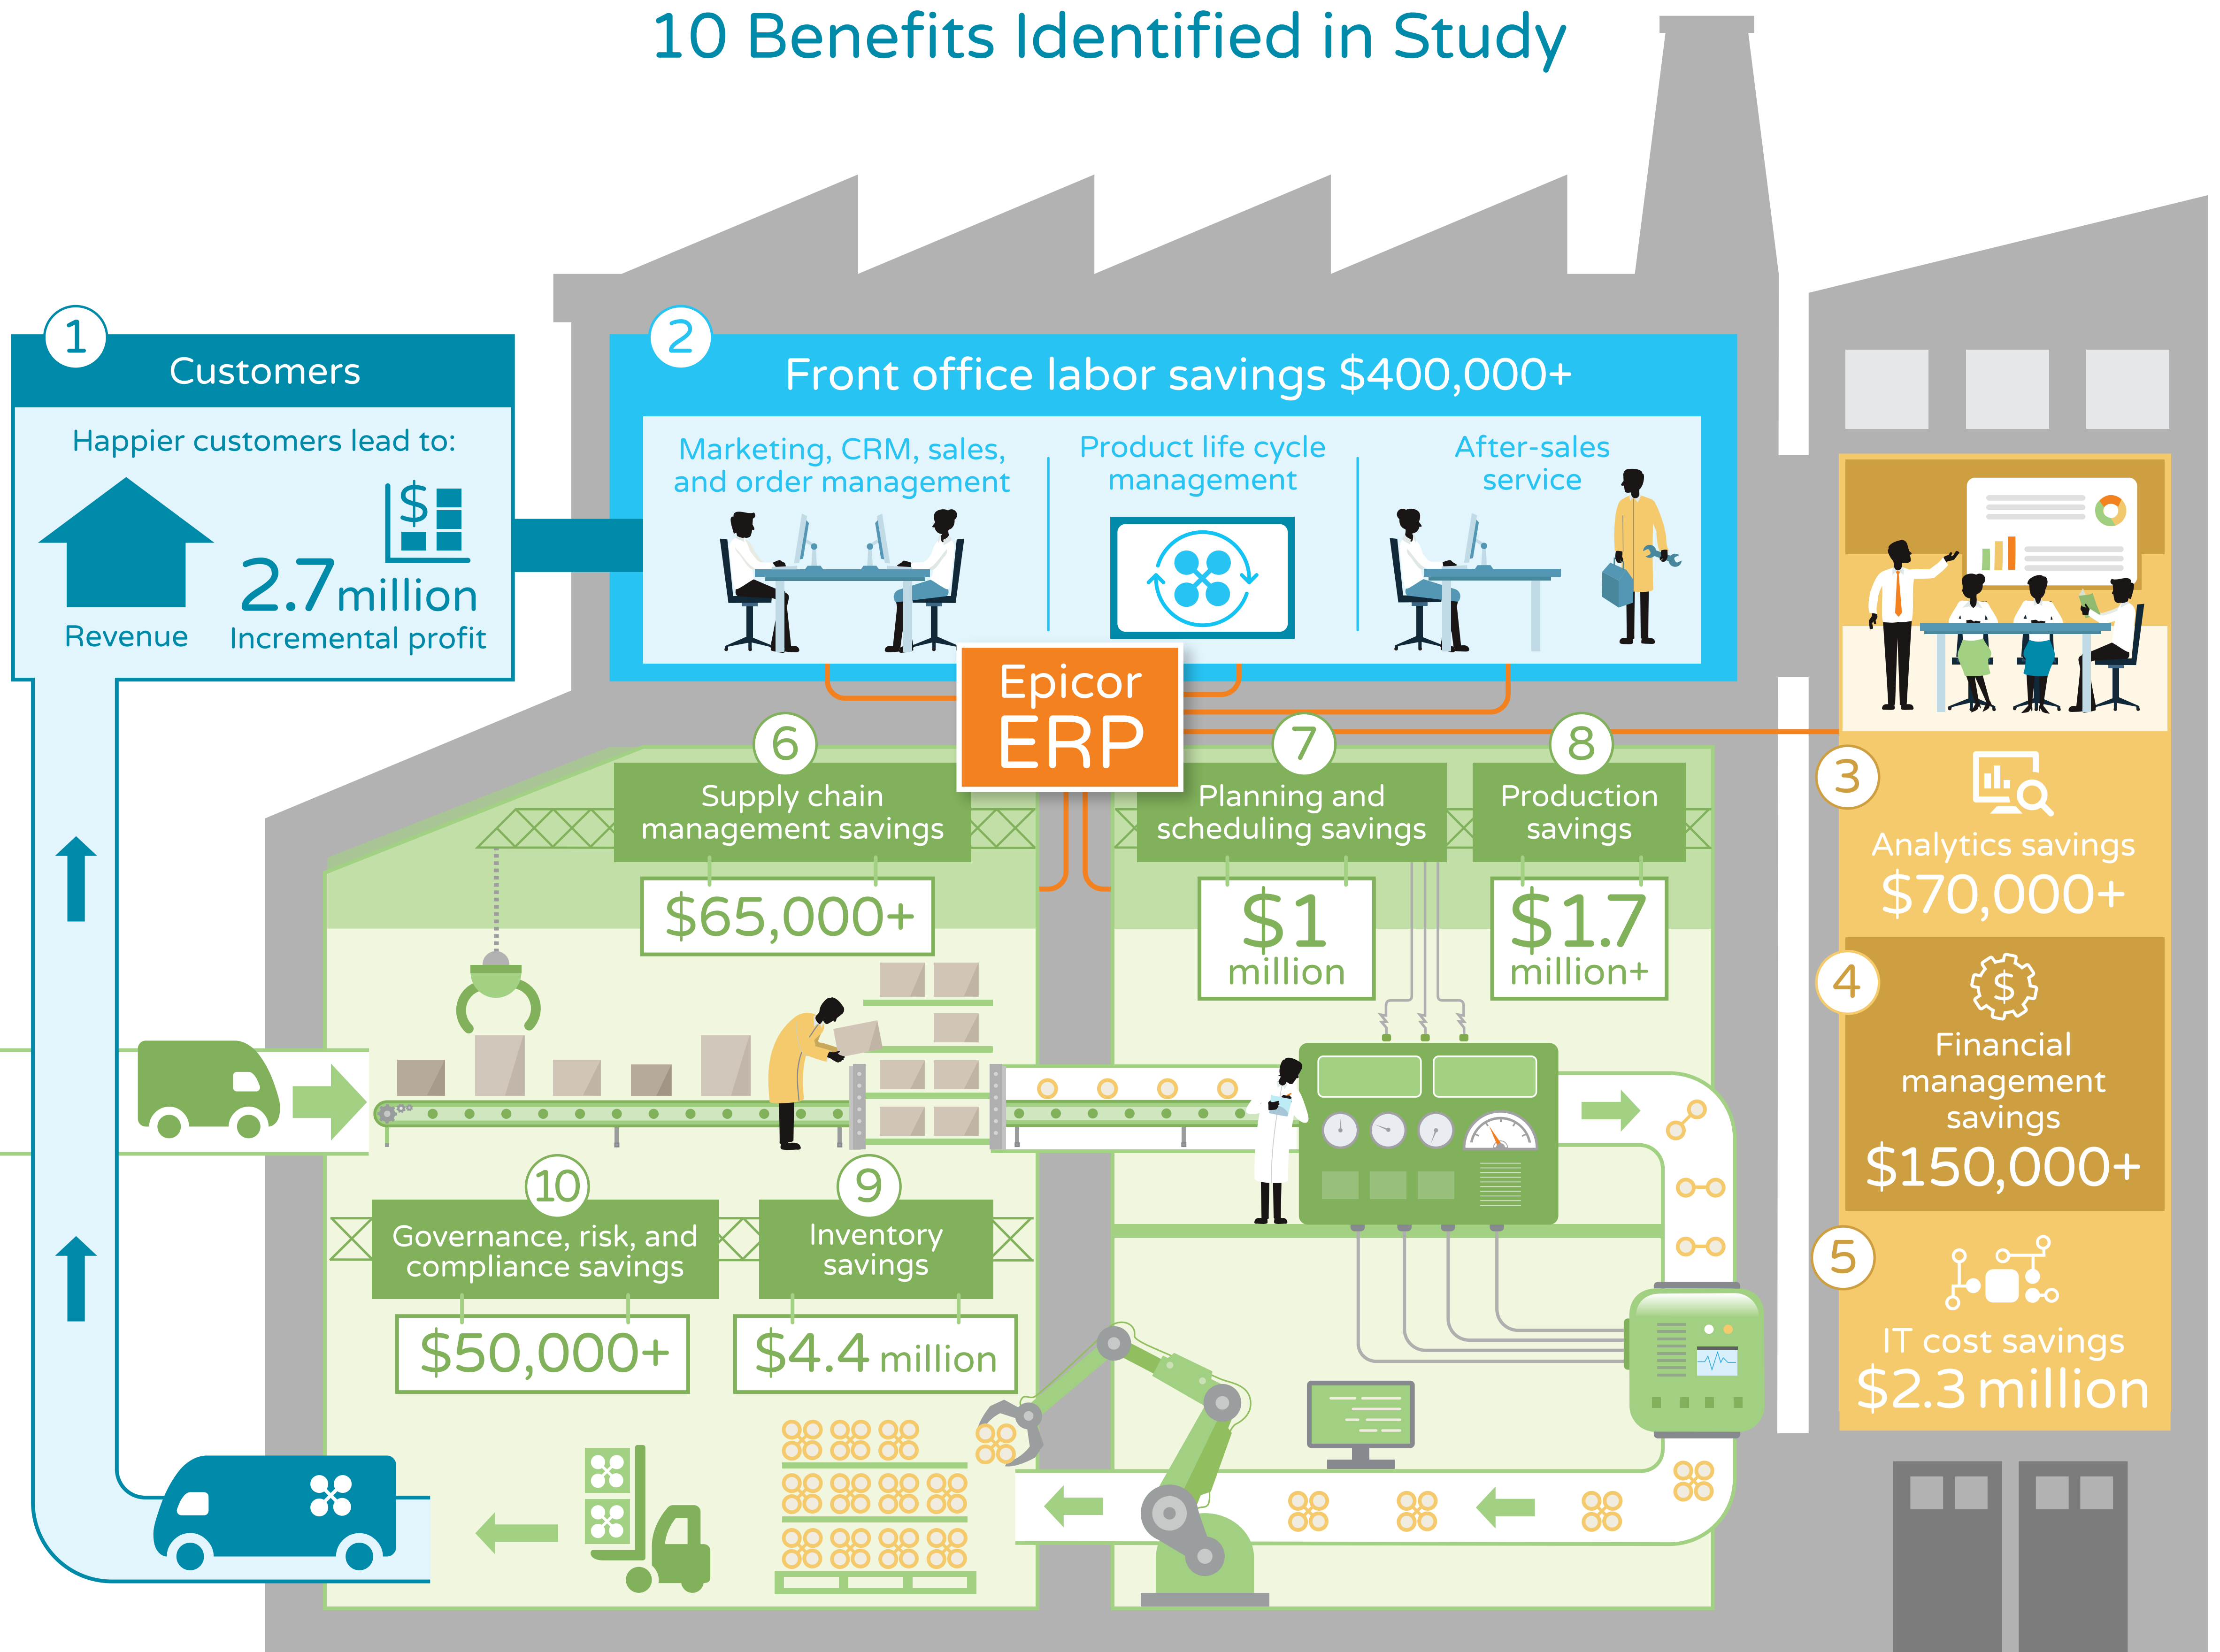 10 Benefits Identified in Study
1
Customers
Happier customers lead to:
Revenue
$
2.7 million
Incremental profit
2
Front office labor savings $400,000+
Marketing, CRM, sales,
and order management
Product life cycle
management
After-sales
service
Epicor
ERP
3
Analytics savings
$70,000+
4
$
Financial
management
savings
$150,000+
5
IT cost savings
$2.3 million
6
Supply chain
management savings
$65,000+
7
Planning and
scheduling savings
$1
million
8
Production
savings
$1.7
million+
10
Governance, risk, and
compliance savings
$50,000+
9
Inventory
savings
$4.4 million